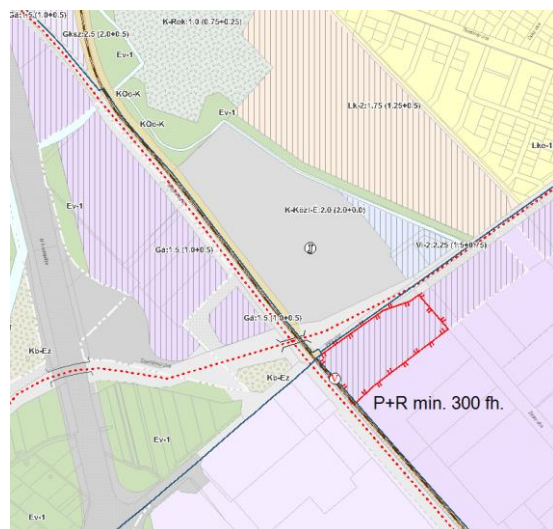 Gá:1.5 (1.0+0.5)
K-Rek:1.0 (0.75+0.25)
Gksz:2.5 (2.0+0.5)
Ev-1
KÖe-K
KÖe-K
Ev-1
Lk-2:1.75 (1.25+0.5)
Lke-1
Ev-1
K-Közl-E:2.0 (2.0+0.0)
Gá:1.5 (1.0+0.5)
Vi-2:2.25 (1.5+0.75)
Gá:1.5 (1.0+0.5)
Kb-Ez
Kb-Ez
P+R min. 300 fh.
Ev-1
Ev-1
Ev-1